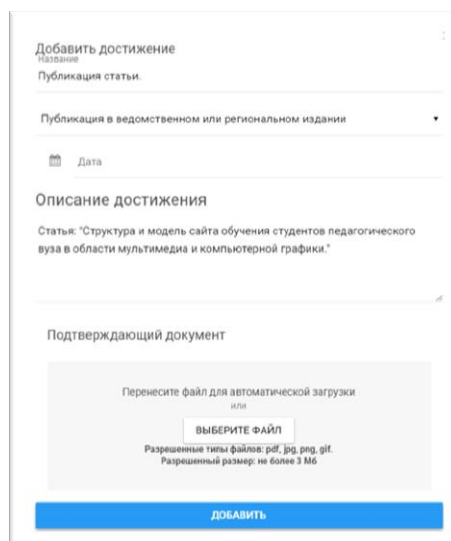 Добавить достижение
Название
Публикация статьи.
Публикация в ведомственном или региональном издании
Дата
Описание достижения
Статья: "Структура и модель сайта обучения студентов педагогического
вуза в области мультимедиа и компьютерной графики."
Подтверждающий документ
Перенесите файл для автоматической загрузки
или
ВЫБЕРИТЕ ФАЙЛ
Разрешенные типы файлов: pdf, jpg, png, gif.
Разрешенный размер: не более 3 Мб
ДОБАВИТЬ